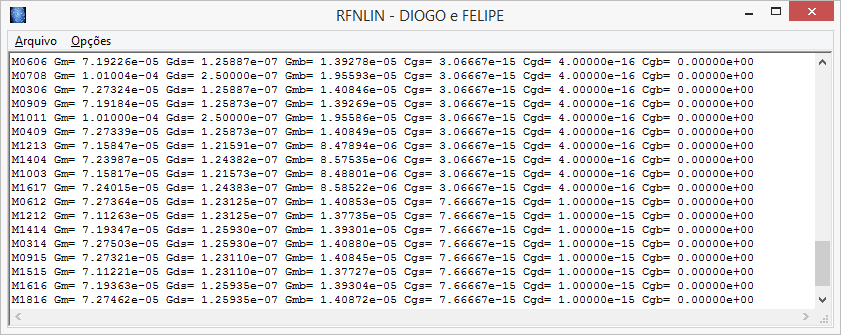 RFNLIN - DIOGO e FELIPE
Arquivo Opções
M0606 Gm= 7.19226e-05 Gds= 1.25887e-07 Gmb= 1.39278e-05 Cgs= 3.06667e-15 Cgd= 4.00000e-16 Cgb= 0.00000e+00
M0708 Gm= 1.01004e-04 Gds= 2.50000e-07 Gmb= 1.95593e-05 Cgs= 3.06667e-15 Cgd= 4.00000e-16 Cgb= 0.00000e+00
M0306 Gm= 7.27324e-05 Gds= 1.25887e-07 Gmb= 1.40846e-05 Cgs= 3.06667e-15 Cgd= 4.00000e-16 Cgb= 0.00000e+00
M0909 Gm= 7.19184e-05 Gds= 1.25873e-07 Gmb= 1.39269e-05 Cgs= 3.06667e-15 Cgd= 4.00000e-16 Cgb= 0.00000e+00
M1011 Gm= 1.01000e-04 Gds= 2.50000e-07 Gmb= 1.95586e-05 Cgs= 3.06667e-15 Cgd= 4.00000e-16 Cgb= 0.00000e+00
M0409 Gm= 7.27339e-05 Gds= 1.25873e-07 Gmb= 1.40849e-05 Cgs= 3.06667e-15 Cgd= 4.00000e-16 Cgb= 0.00000e+00
M1213 Gm= 7.15847e-05 Gds= 1.21591e-07 Gmb= 8.47894e-06 Cgs= 3.06667e-15 Cgd= 4.00000e-16 Cgb= 0.00000e+00
M1404 Gm= 7.23987e-05 Gds= 1.24382e-07 Gmb= 8.57535e-06 Cgs= 3.06667e-15 Cgd= 4.00000e-16 Cgb= 0.00000e+00
M1003 Gm= 7.15817e-05 Gds= 1.21573e-07 Gmb= 8.48801e-06 Cgs= 3.06667e-15 Cgd= 4.00000e-16 Cgb= 0.00000e+00
M1617 Gm= 7.24015e-05 Gds= 1.24383e-07 Gmb= 8.58522e-06 Cgs= 3.06667e-15 Cgd= 4.00000e-16 Cgb= 0.00000e+00
M0612 Gm= 7.27364e-05 Gds= 1.23125e-07 Gmb= 1.40853e-05 Cgs= 7.66667e-15 Cgd= 1.00000e-15 Cgb= 0.00000e+00
M1212 Gm= 7.11263e-05 Gds= 1.23125e-07 Gmb= 1.37735e-05 Cgs= 7.66667e-15 Cgd= 1.00000e-15 Cgb= 0.00000e+00
M1414 Gm= 7.19347e-05 Gds= 1.25930e-07 Gmb= 1.39301e-05 Cgs= 7.66667e-15 Cgd= 1.00000e-15 Cgb= 0.00000e+00
M0314 Gm= 7.27503e-05 Gds= 1.25930e-07 Gmb= 1.40880e-05 Cgs= 7.66667e-15 Cgd= 1.00000e-15 Cgb= 0.00000e+00
M0915 Gm= 7.27321e-05 Gds= 1.23110e-07 Gmb= 1.40845e-05 Cgs= 7.66667e-15 Cgd= 1.00000e-15 Cgb= 0.00000e+00
M1515 Gm= 7.11221e-05 Gds= 1.23110e-07 Gmb= 1.37727e-05 Cgs= 7.66667e-15 Cgd= 1.00000e-15 Cgb= 0.00000e+00
M1616 Gm= 7.19363e-05 Gds= 1.25935e-07 Gmb= 1.39304e-05 Cgs= 7.66667e-15 Cgd= 1.00000e-15 Cgb= 0.00000e+00
M1816 Gm= 7.27462e-05 Gds= 1.25935e-07 Gmb= 1.40872e-05 Cgs= 7.66667e-15 Cgd= 1.00000e-15 Cgb= 0.00000e+00